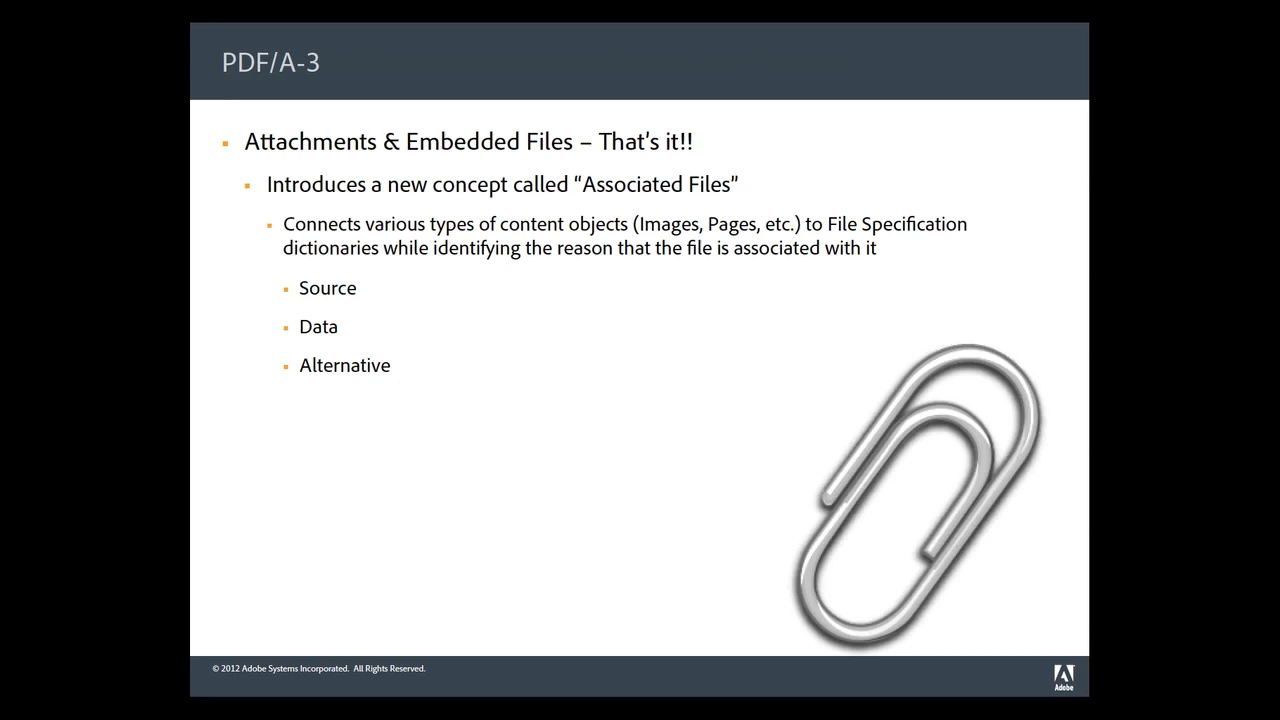 PDF/A-3
Attachments & Embedded Files – That's it!!
Introduces a new concept called “Associated Files”
Connects various types of content objects (Images, Pages, etc.) to File Specification
dictionaries while identifying the reason that the file is associated with it
Source
Data
Alternative
© 2012 Adobe Systems Incorporated. All Rights Reserved.
Adobe